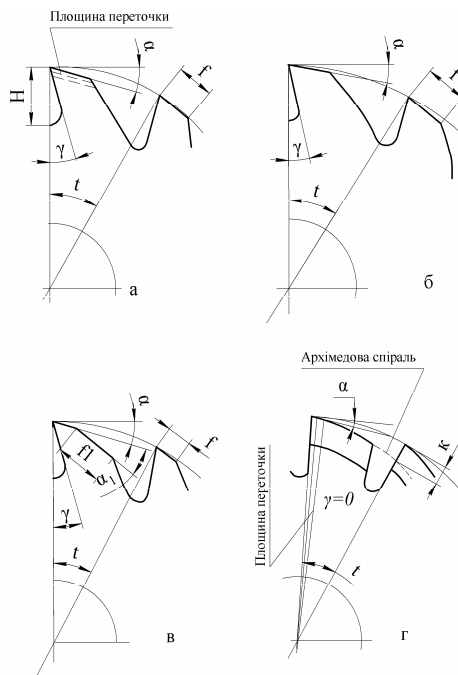 Площина переточки
α
f
H
γ
t
а
α
f
γ
t
б
α
f
f1
α1
γ
t
в
Архімедова спіраль
α
к
Площина переточки
γ=0
t
г